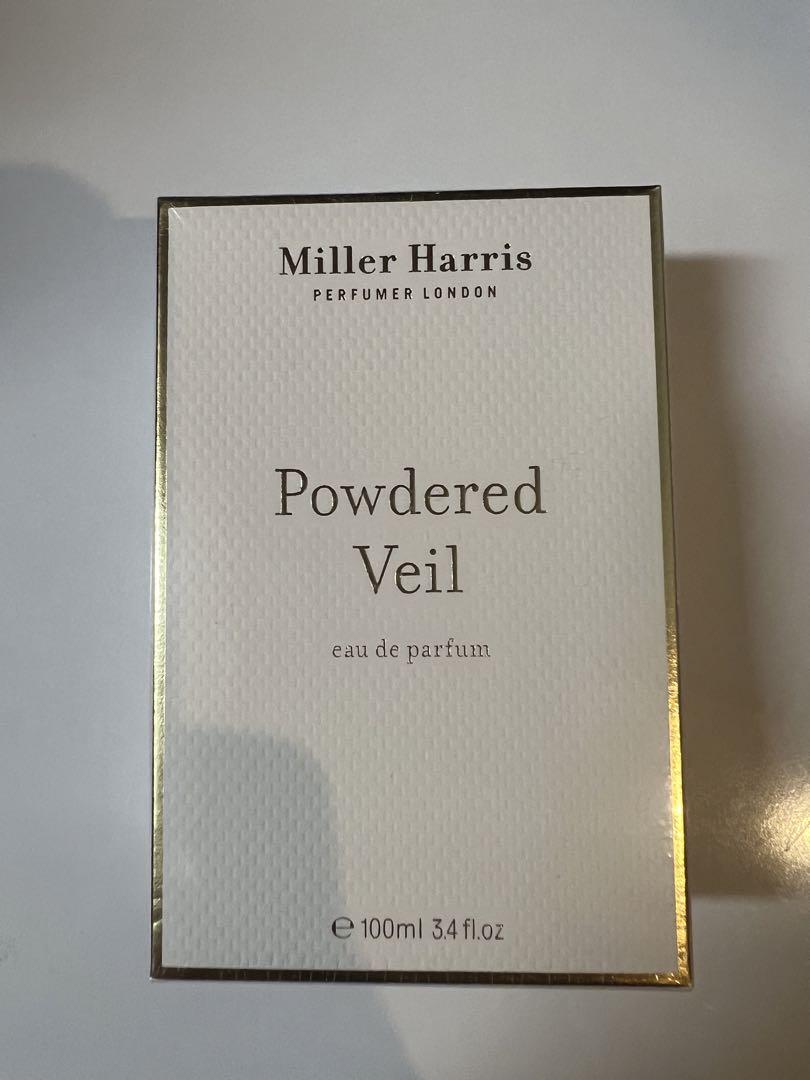 Miller Harris
PERFUMER LONDON
Powdered
Veil
eau de parfum
℮ 100ml 3.4 fl.oz